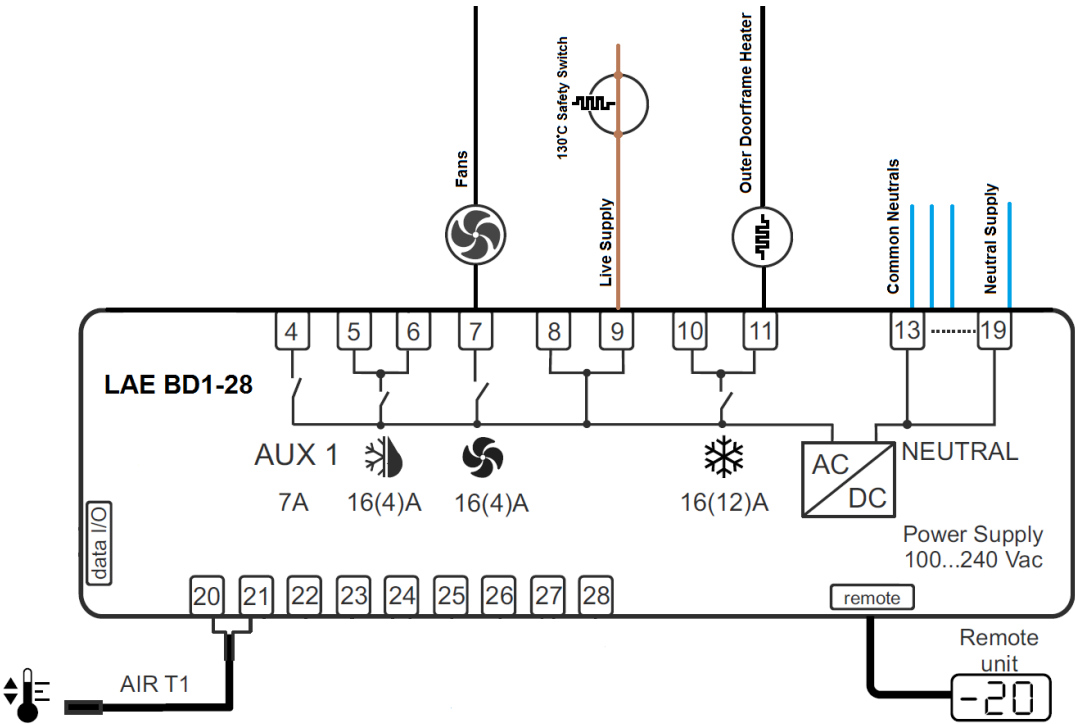 Fans
130°C Safety Switch
Live Supply
Outer Doorframe Heater
Common Neutrals
Neutral Supply
4 5 6 7 8 9 10 11 13 19
LAE BD1-28
AUX 1
7A 16(4)A 16(4)A 16(12)A
AC
DC
NEUTRAL
Power Supply
100...240 Vac
data I/O
20 21 22 23 24 25 26 27 28
remote
AIR T1
Remote
unit
-20